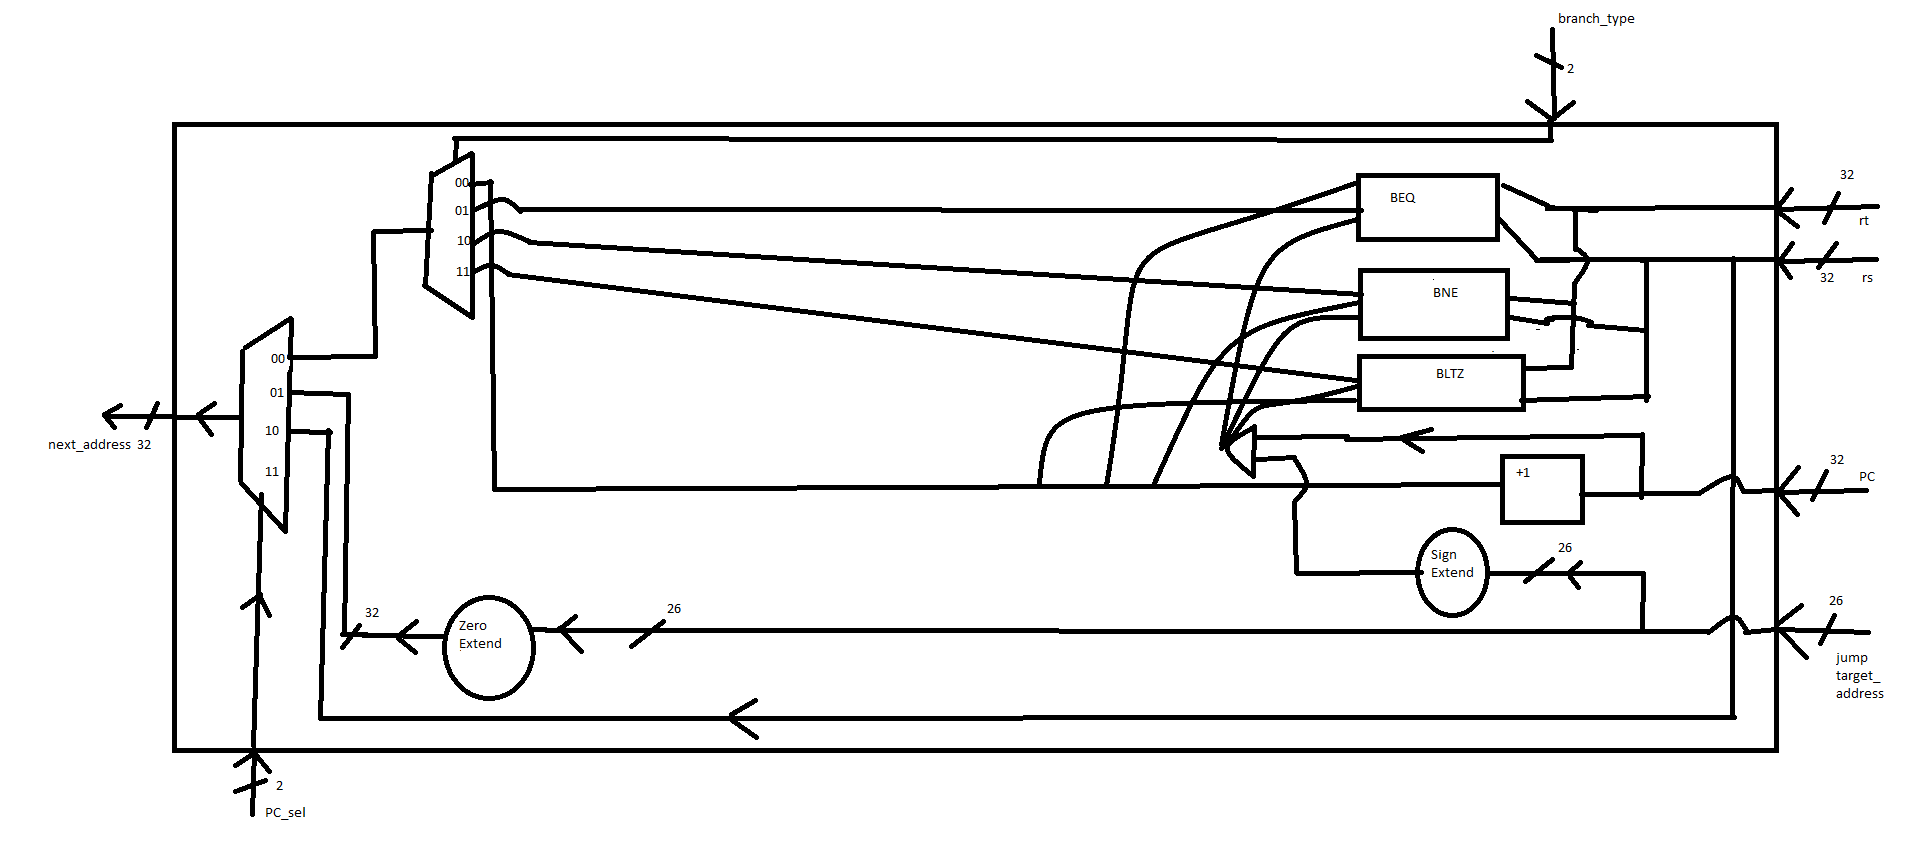 branch_type
2
00
01
10
11
BEQ
32
rt
32
rs
BNE
BLTZ
00
01
10
11
next_address 32
+1
32
PC
Sign
Extend
26
26
jump
target_
address
32
Zero
Extend
26
2
PC_sel